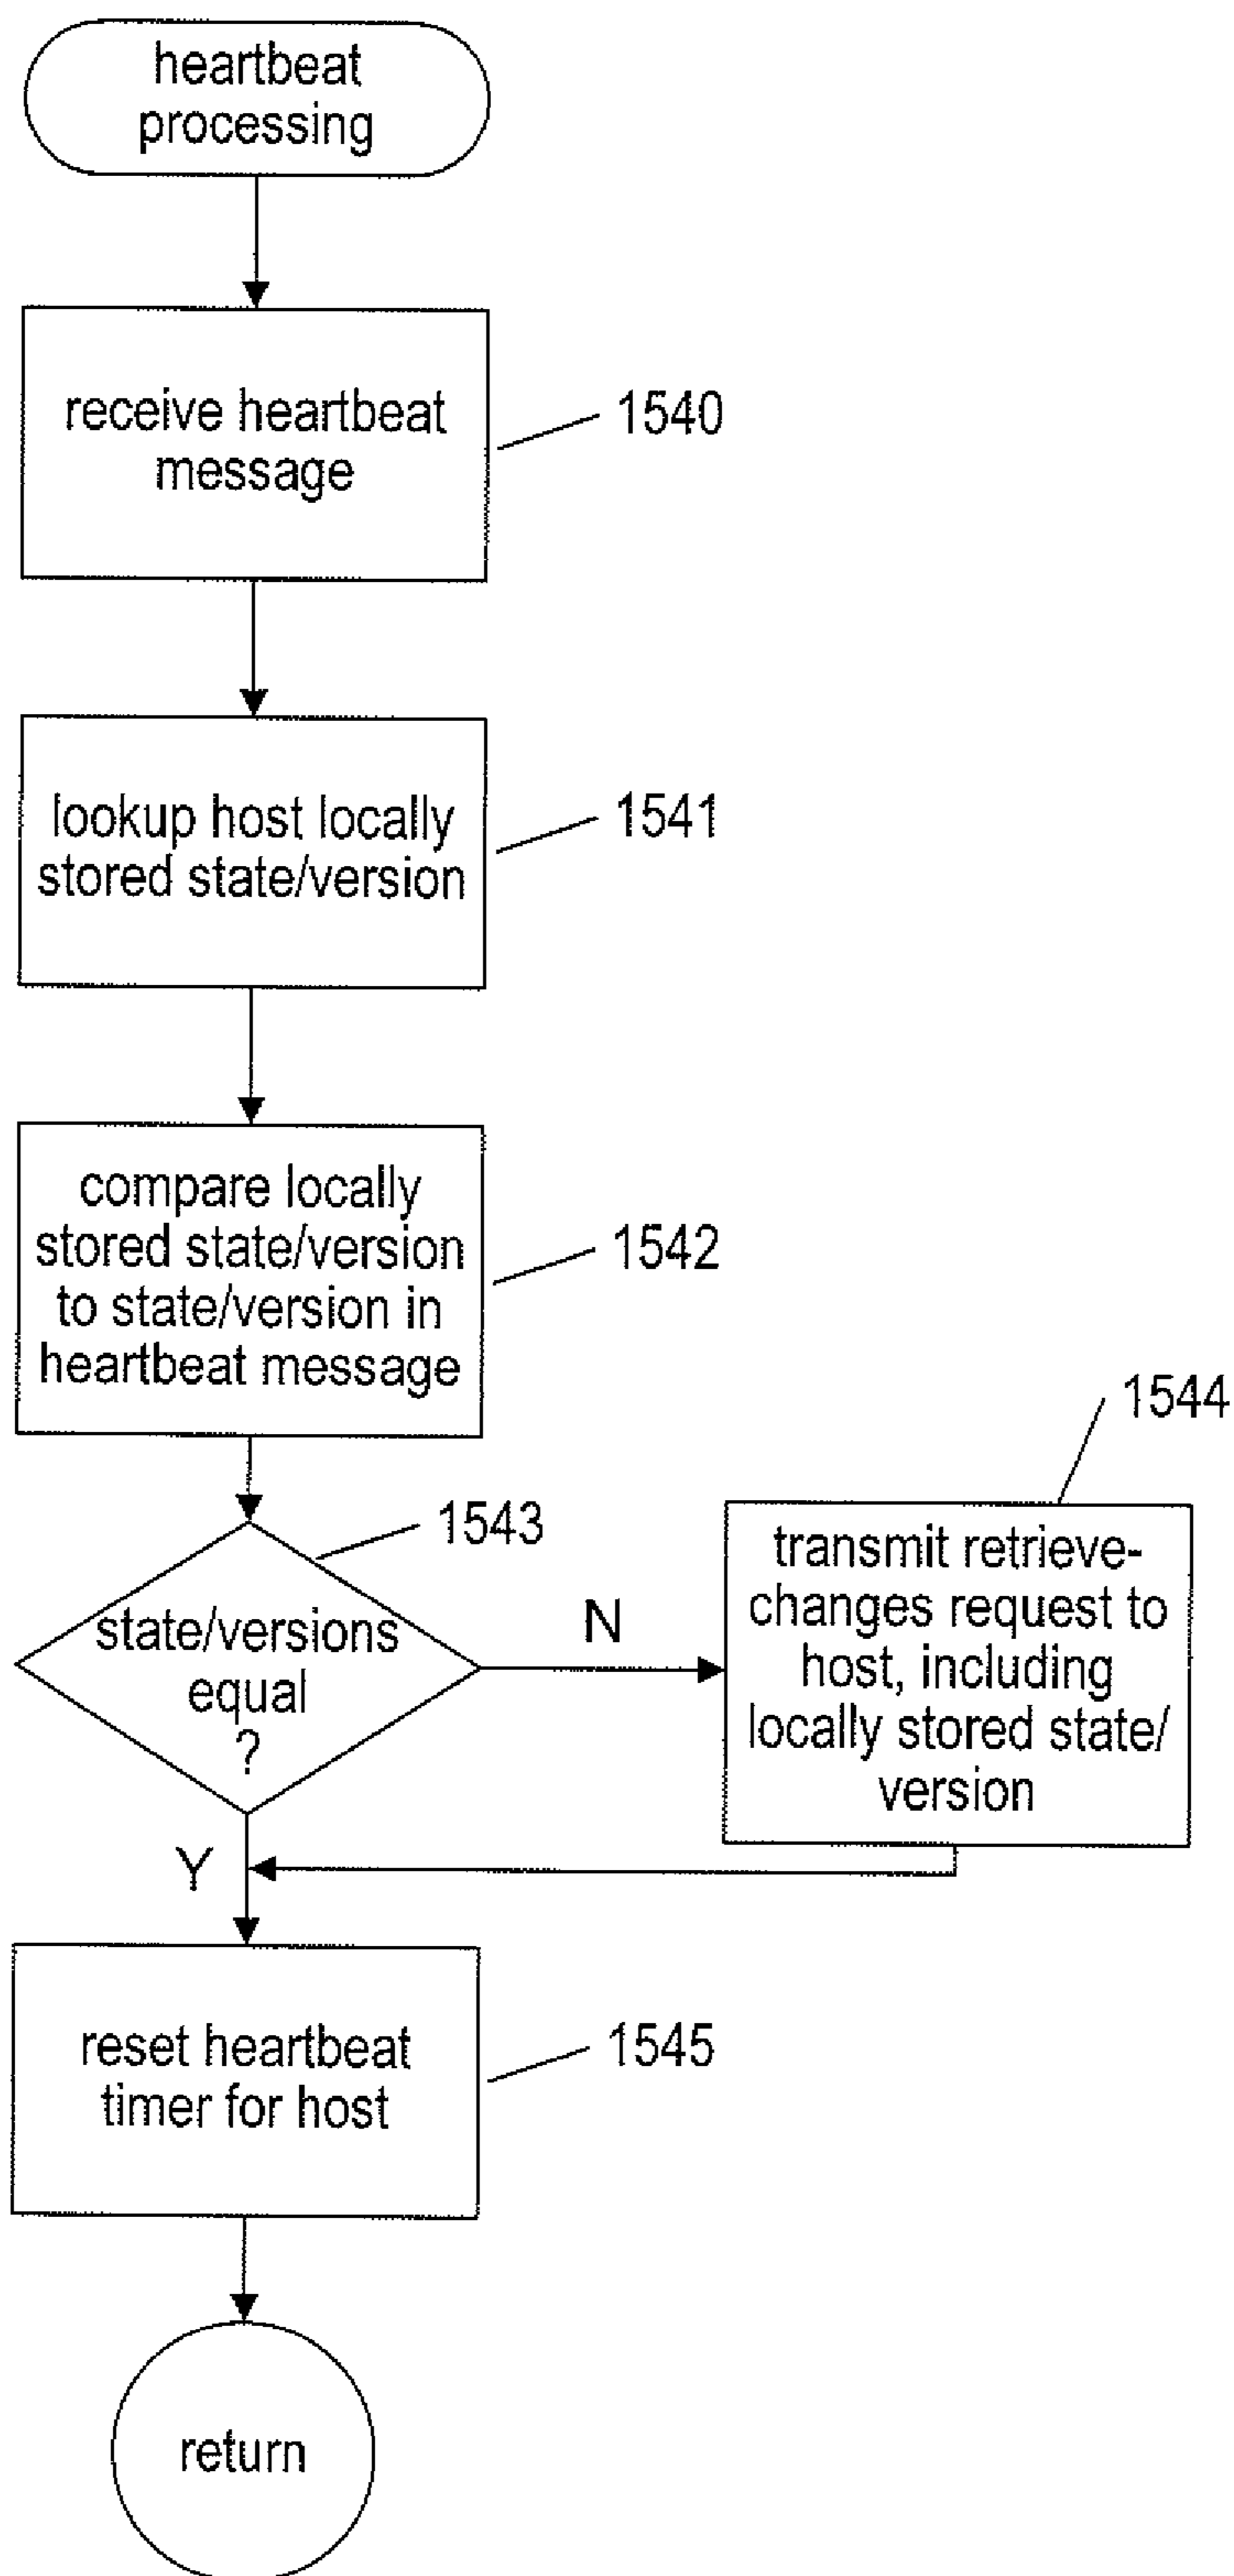 heartbeat
processing
receive heartbeat
message
1540
lookup host locally
stored state/version
1541
compare locally
stored state/version
to state/version in
heartbeat message
1542
1544
1543
state/versions
equal
?
N
transmit retrieve-
changes request to
host, including
locally stored state/
version
Y
reset heartbeat
timer for host
1545
return